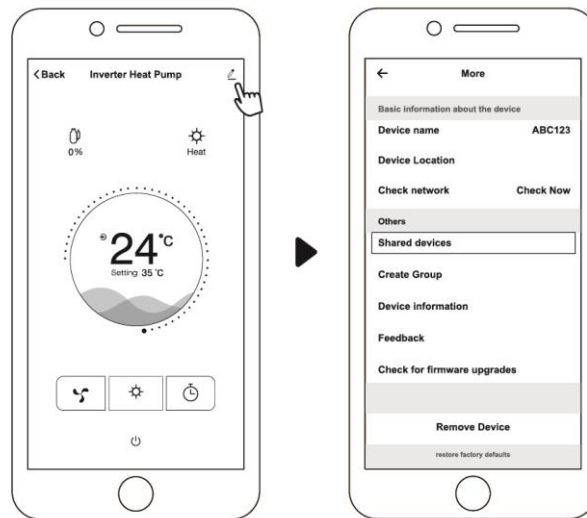 < Back Inverter Heat Pump
0%
Heat
24°C
Setting 35 °C
← More
Basic information about the device
Device name ABC123
Device Location
Check network Check Now
Others
Shared devices
Create Group
Device information
Feedback
Check for firmware upgrades
Remove Device
restore factory defaults